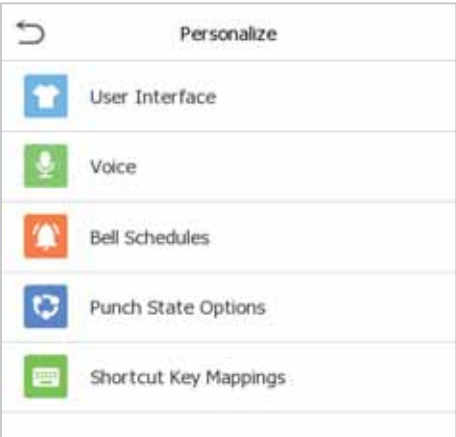 Personalize
User Interface
Voice
Bell Schedules
Punch State Options
Shortcut Key Mappings